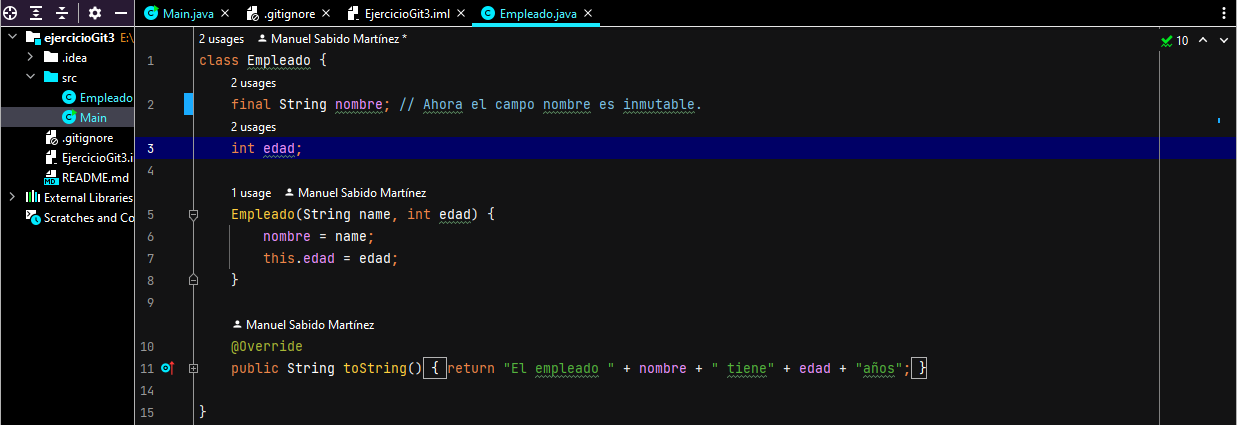 Main.java
.gitignore
EjercicioGit3.iml
Empleado.java
ejercicioGit3 E:\
.idea
src
Empleado
Main
.gitignore
EjercicioGit3.i
README.md
External Libraries
Scratches and Co
10
2 usages Manuel Sabido Martínez *
1 class Empleado {
2 usages
2 final String nombre; // Ahora el campo nombre es inmutable.
2 usages
3 int edad;
4
1 usage Manuel Sabido Martínez
5 Empleado(String name, int edad) {
6 nombre = name;
7 this.edad = edad;
8 }
9
Manuel Sabido Martínez
10 @Override
11 public String toString() { return "El empleado " + nombre + " tiene" + edad + "años"; }
14
15 }